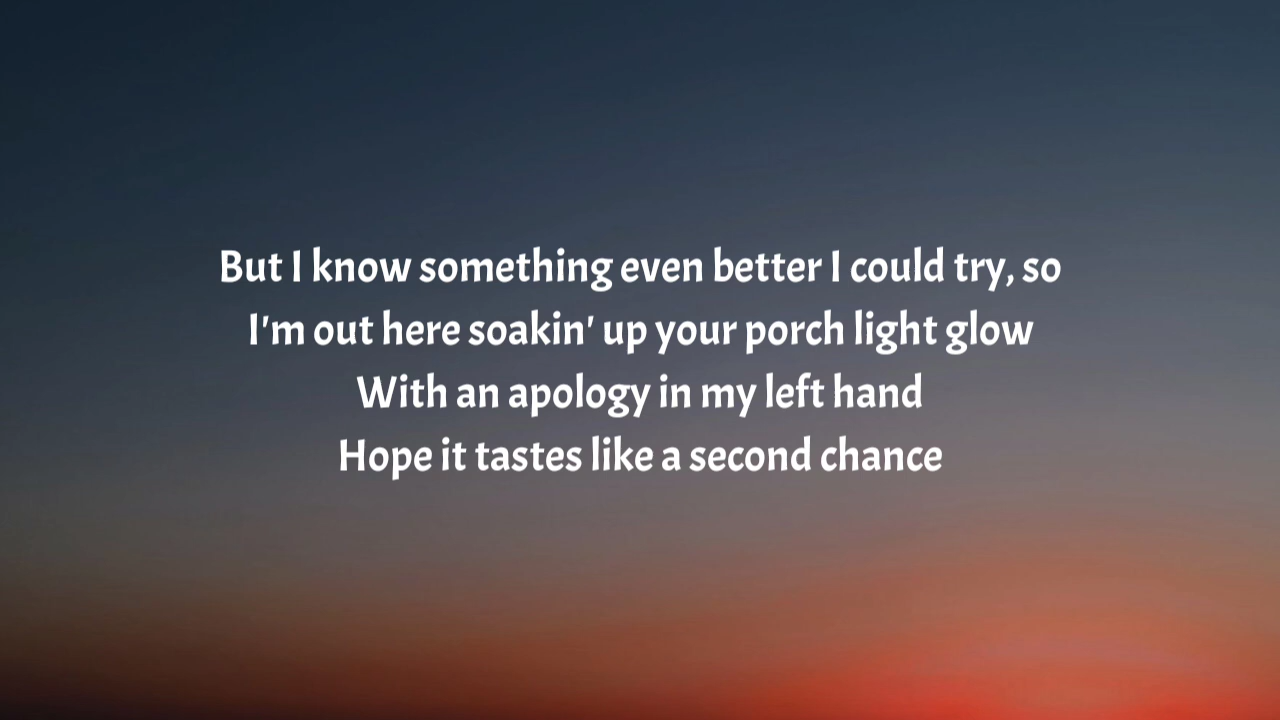 But I know something even better I could try, so
I'm out here soakin' up your porch light glow
With an apology in my left hand
Hope it tastes like a second chance